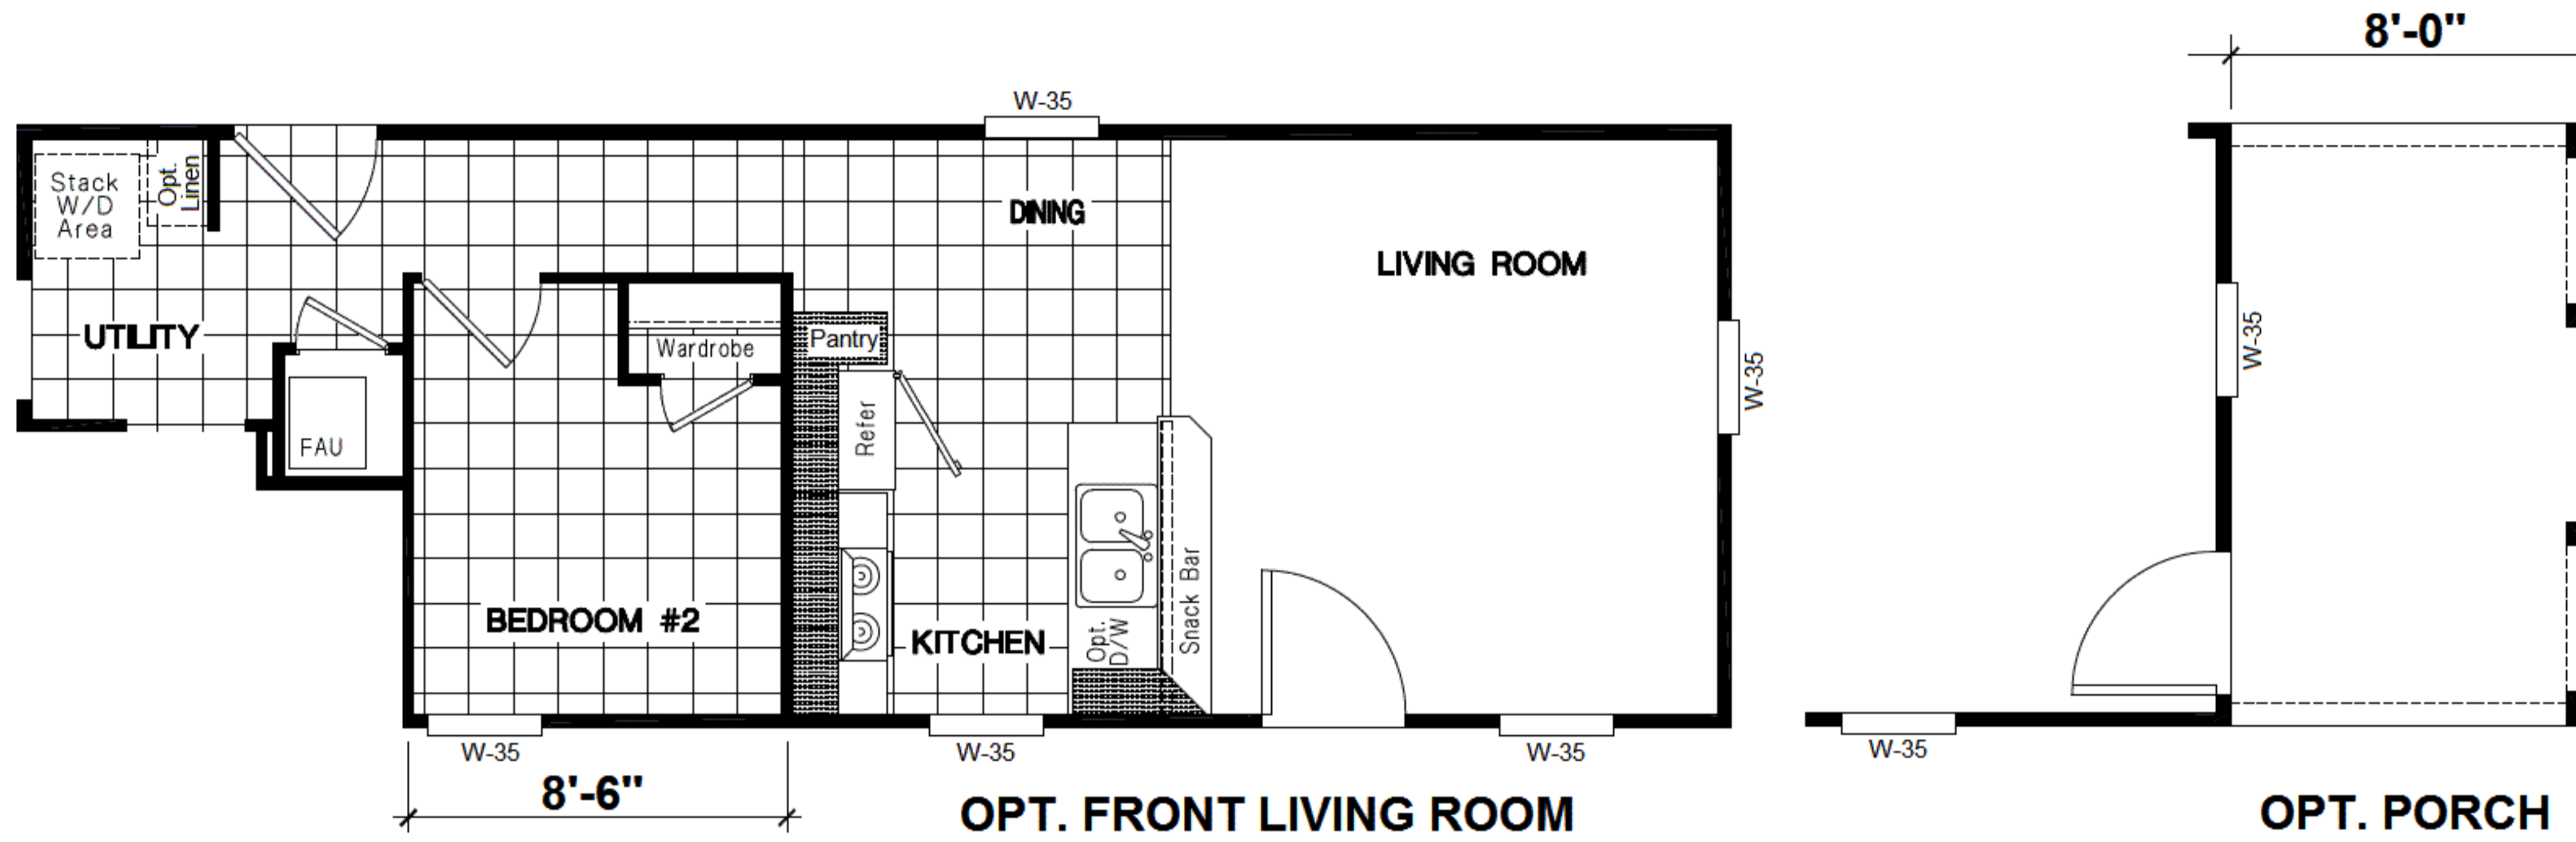 8'-0"
W-35
Stack
W/D
Area
Opt.
Linen
DINING
LIVING ROOM
UTILITY
Pantry
Wardrobe
W-35
W-35
Refer
FAU
Snack Bar
BEDROOM #2
KITCHEN
Opt.
D/W
W-35
W-35
W-35
W-35
8'-6"
OPT. FRONT LIVING ROOM
OPT. PORCH